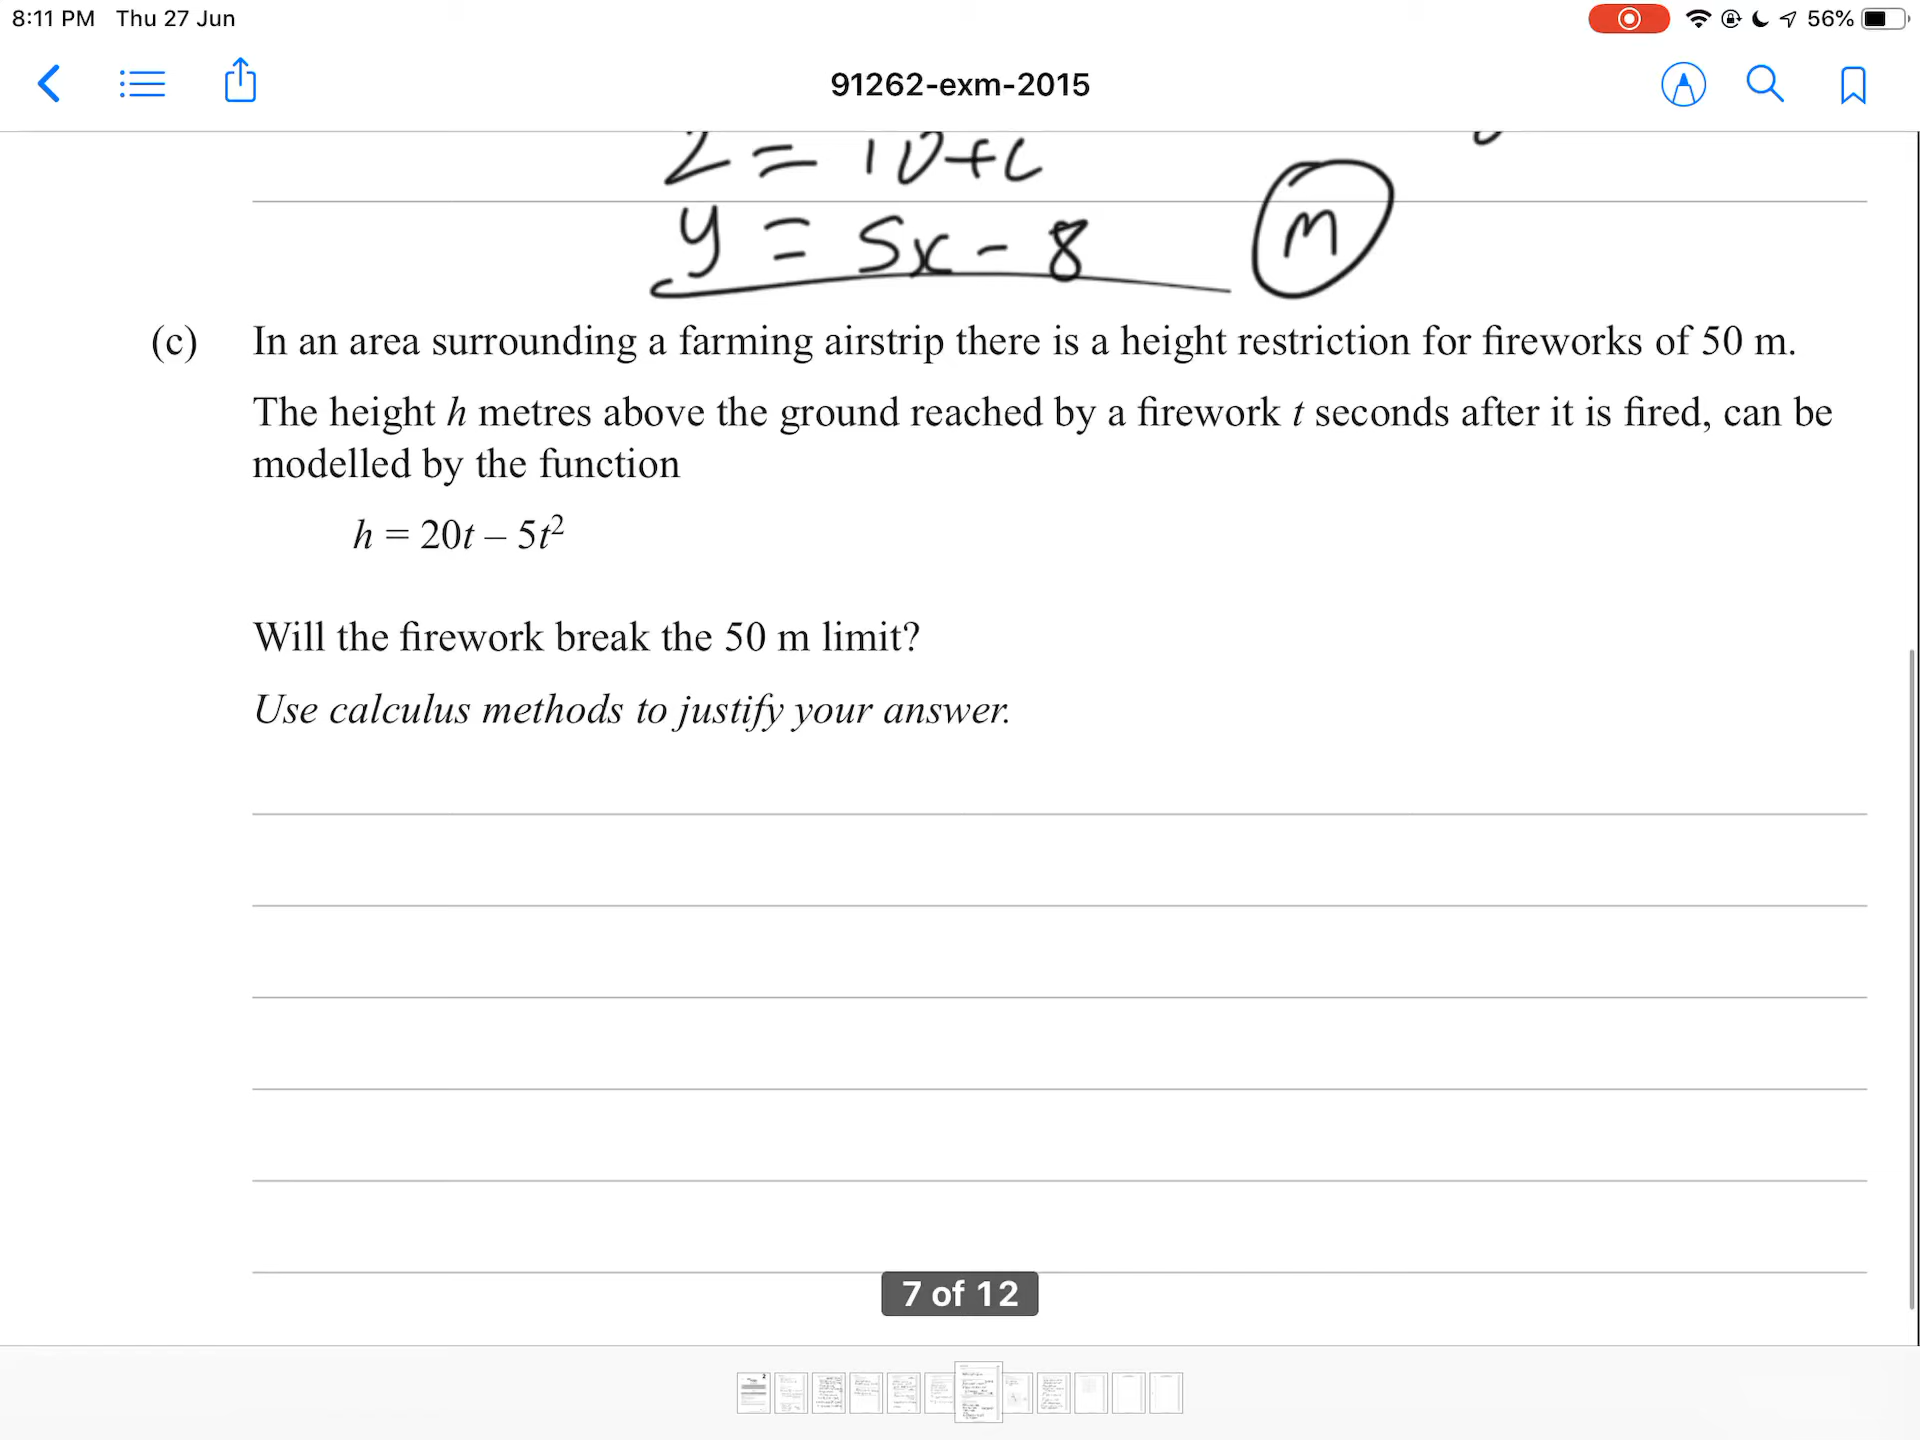 8:11 PM Thu 27 Jun
56%
91262-exm-2015
2 = 10+c
y = 5x - 8
m
(c) In an area surrounding a farming airstrip there is a height restriction for fireworks of 50 m.
The height h metres above the ground reached by a firework t seconds after it is fired, can be
modelled by the function
h = 20t – 5t²
Will the firework break the 50 m limit?
Use calculus methods to justify your answer.
7 of 12